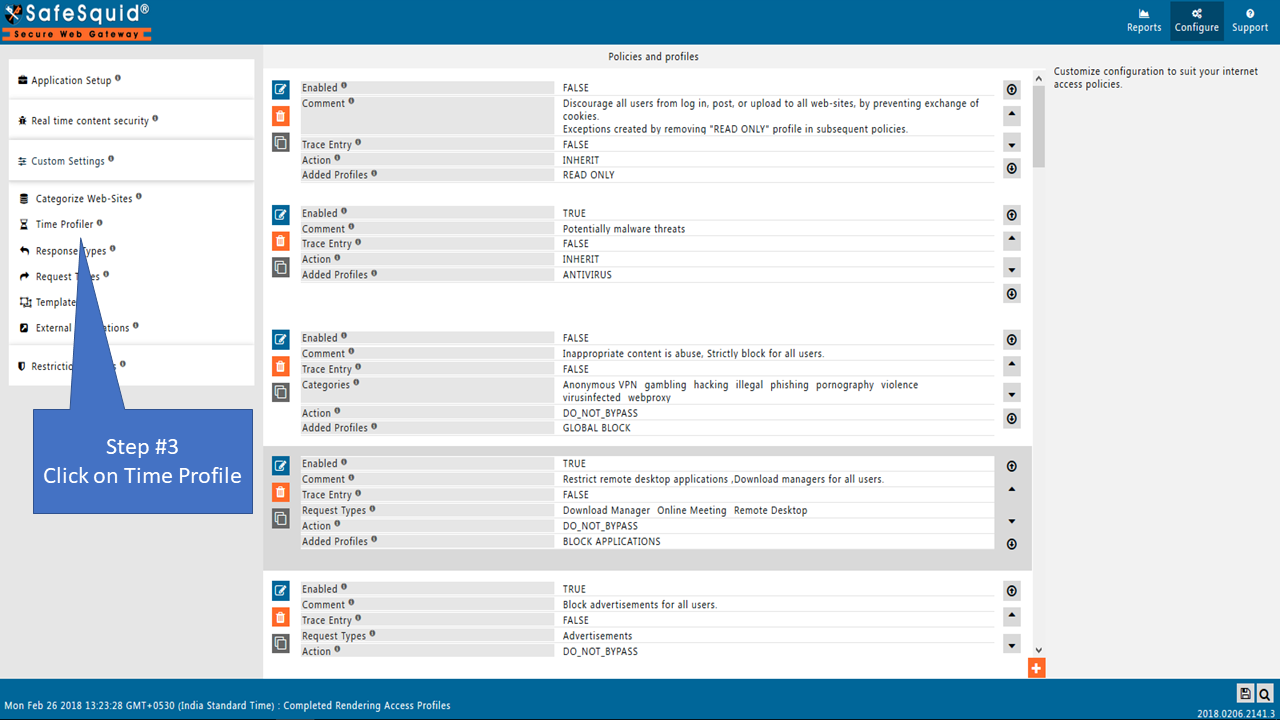 SafeSquid®
Secure Web Gateway
Reports Configure Support
Policies and profiles
Application Setup
Real time content security
Custom Settings
Categorize Web-Sites
Time Profiler
Response Types
Request
Template
External
Restriction
Step #3
Click on Time Profile
Enabled FALSE
Comment Discourage all users from log in, post, or upload to all web-sites, by preventing exchange of
cookies.
Exceptions created by removing "READ ONLY" profile in subsequent policies.
Trace Entry FALSE
Action INHERIT
Added Profiles READ ONLY
Enabled TRUE
Comment Potentially malware threats
Trace Entry FALSE
Action INHERIT
Added Profiles ANTIVIRUS
Enabled FALSE
Comment Inappropriate content is abuse, Strictly block for all users.
Trace Entry FALSE
Categories Anonymous VPN gambling hacking illegal phishing pornography violence
virusinfected webproxy
Action DO_NOT_BYPASS
Added Profiles GLOBAL BLOCK
Enabled TRUE
Comment Restrict remote desktop applications ,Download managers for all users.
Trace Entry FALSE
Request Types Download Manager Online Meeting Remote Desktop
Action DO_NOT_BYPASS
Added Profiles BLOCK APPLICATIONS
Enabled TRUE
Comment Block advertisements for all users.
Trace Entry FALSE
Request Types Advertisements
Action DO_NOT_BYPASS
Customize configuration to suit your internet
access policies.
Mon Feb 26 2018 13:23:28 GMT+0530 (India Standard Time) : Completed Rendering Access Profiles
2018.0206.2141.3